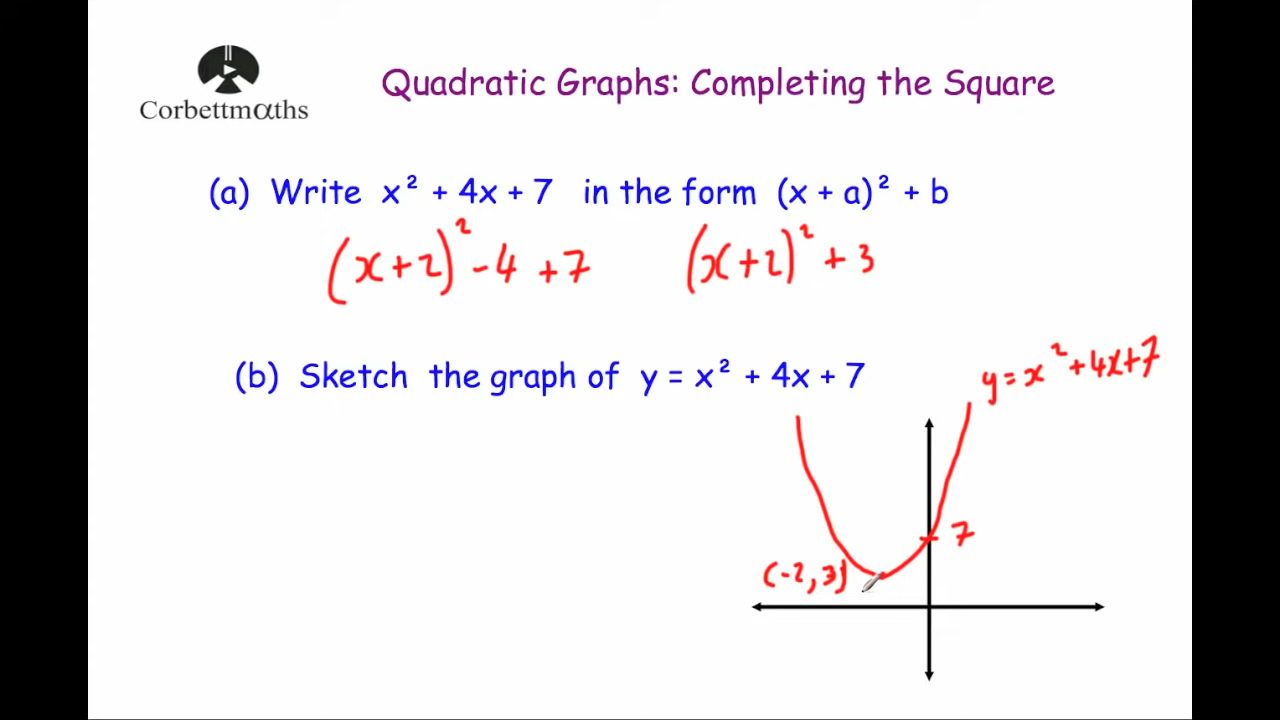 Corbettmαths
Quadratic Graphs: Completing the Square
(a) Write x² + 4x + 7 in the form (x + a)² + b
(x+2)² -4 +7 (x+2)² + 3
(b) Sketch the graph of y = x² + 4x + 7
y = x² + 4x + 7
7
(-2, 3)